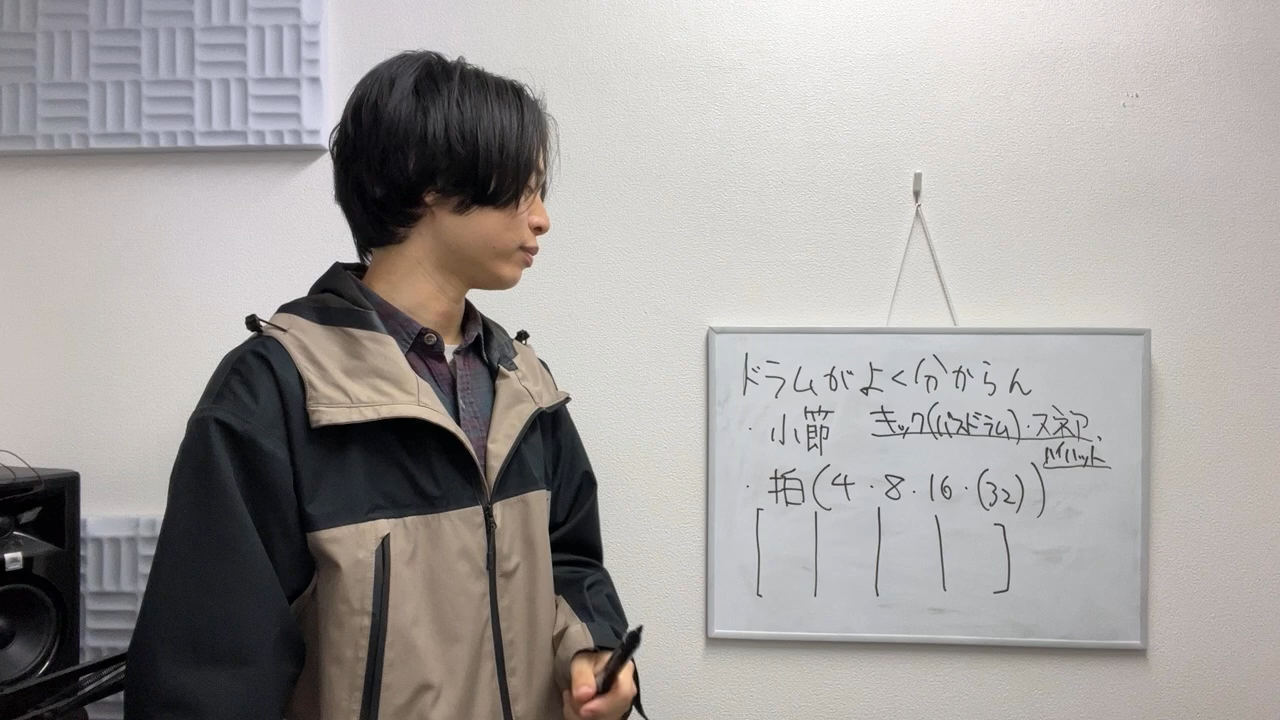 ドラムがよく分からん
・小節 キック(バスドラム)・スネア、
ハイハット
・拍(4・8・16・(32))